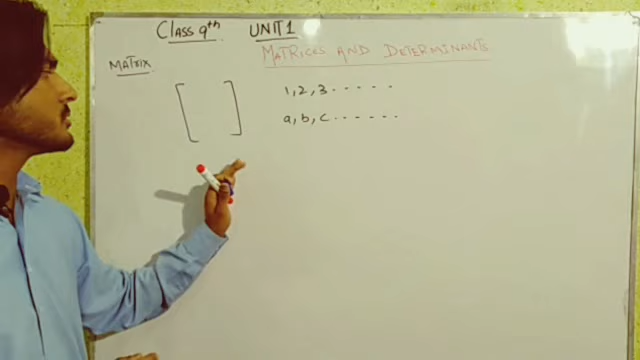 Class 9th UNIT 1
MATRICES AND DETERMINANTS
MATRIX
[ ] 1, 2, 3 . . . . .
a, b, c . . . . . .